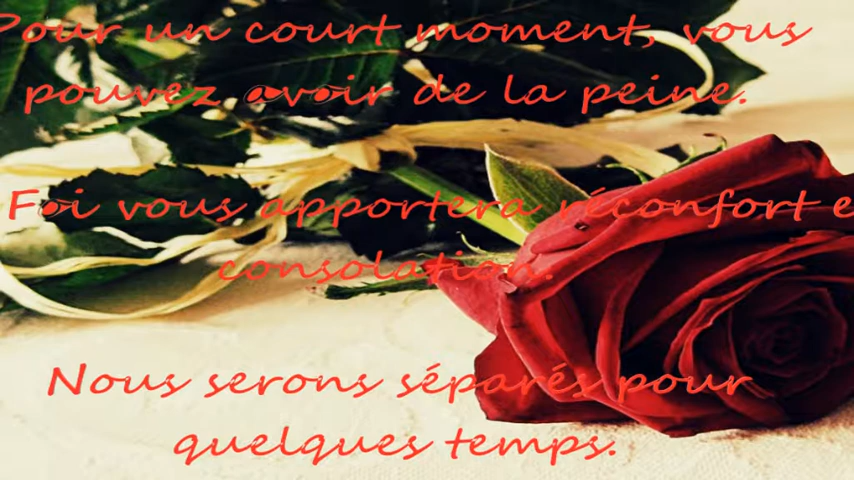 Pour un court moment, vous
pouvez avoir de la peine.
Foi vous apportera réconfort e
consolation.
Nous serons séparés pour
quelques temps.